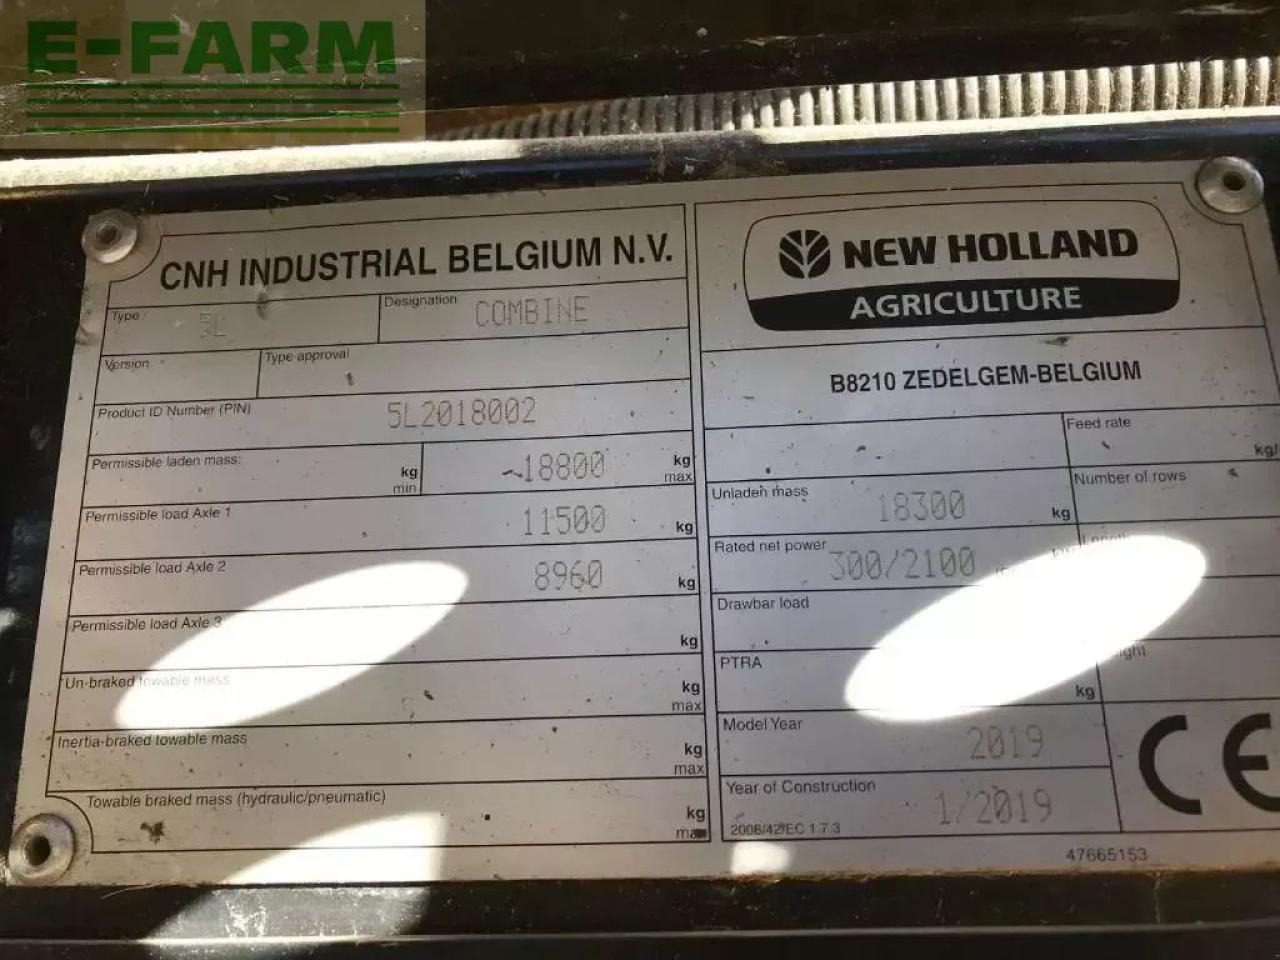 E-FARM
CNH INDUSTRIAL BELGIUM N.V.
Type 5L Designation COMBINE
Version Type approval
Product ID Number (PIN) 5L2018002
Permissible laden mass: kg min 18800 kg max
Permissible load Axle 1 11500 kg
Permissible load Axle 2 8960 kg
Permissible load Axle 3 kg
Un-braked towable mass kg max
Inertia-braked towable mass kg max
Towable braked mass (hydraulic/pneumatic) kg max
NEW HOLLAND
AGRICULTURE
B8210 ZEDELGEM-BELGIUM
Feed rate kg/
Unladen mass 18300 kg Number of rows
Rated net power 300/2100
Drawbar load
PTRA kg
Model Year 2019
Year of Construction 1/2019
2006/42/EC 1.7.3
CE
47665153